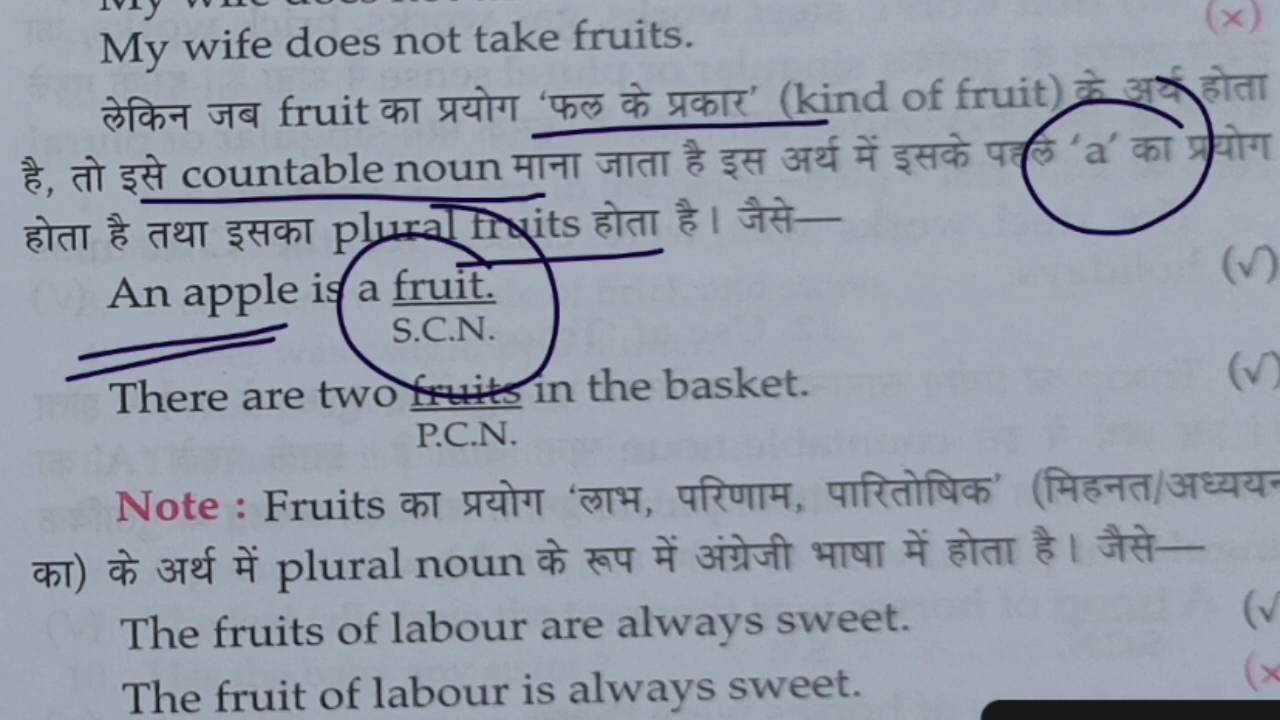 My wife does not take fruits. (×)
लेकिन जब fruit का प्रयोग ‘फल के प्रकार’ (kind of fruit) के अर्थ होता
है, तो इसे countable noun माना जाता है इस अर्थ में इसके पहले ‘a’ का प्रयोग
होता है तथा इसका plural fruits होता है। जैसे—
An apple is a fruit. (√)
S.C.N.
There are two fruits in the basket. (√)
P.C.N.
Note : Fruits का प्रयोग ‘लाभ, परिणाम, पारितोषिक’ (मिहनत/अध्ययन
का) के अर्थ में plural noun के रूप में अंग्रेजी भाषा में होता है। जैसे—
The fruits of labour are always sweet. (√
The fruit of labour is always sweet. (×